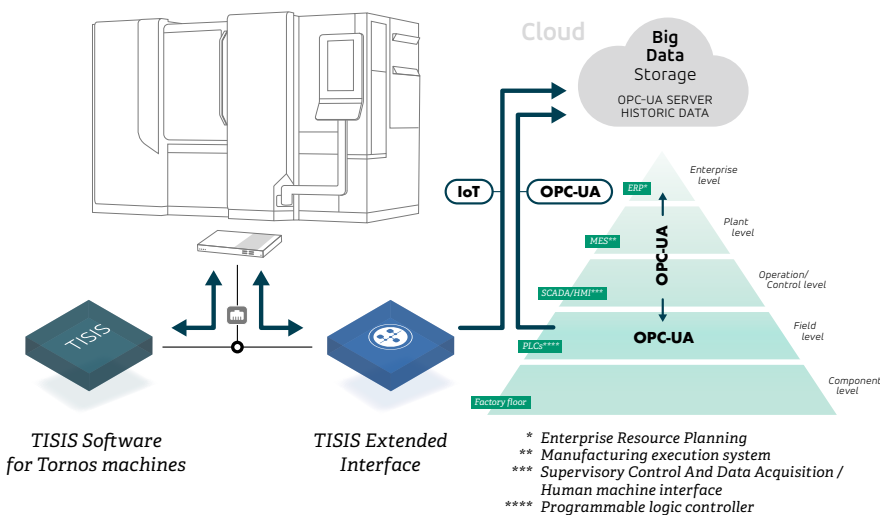 Cloud
Big
Data
Storage
OPC-UA SERVER
HISTORIC DATA
IoT
OPC-UA
ERP*
Enterprise
level
MES**
Plant
level
OPC-UA
SCADA/HMI***
Operation/
Control level
TISIS
OPC-UA
PLCs****
Field
level
Factory floor
Component
level
TISIS Software
for Tornos machines
TISIS Extended
Interface
* Enterprise Resource Planning
** Manufacturing execution system
*** Supervisory Control And Data Acquisition /
Human machine interface
**** Programmable logic controller